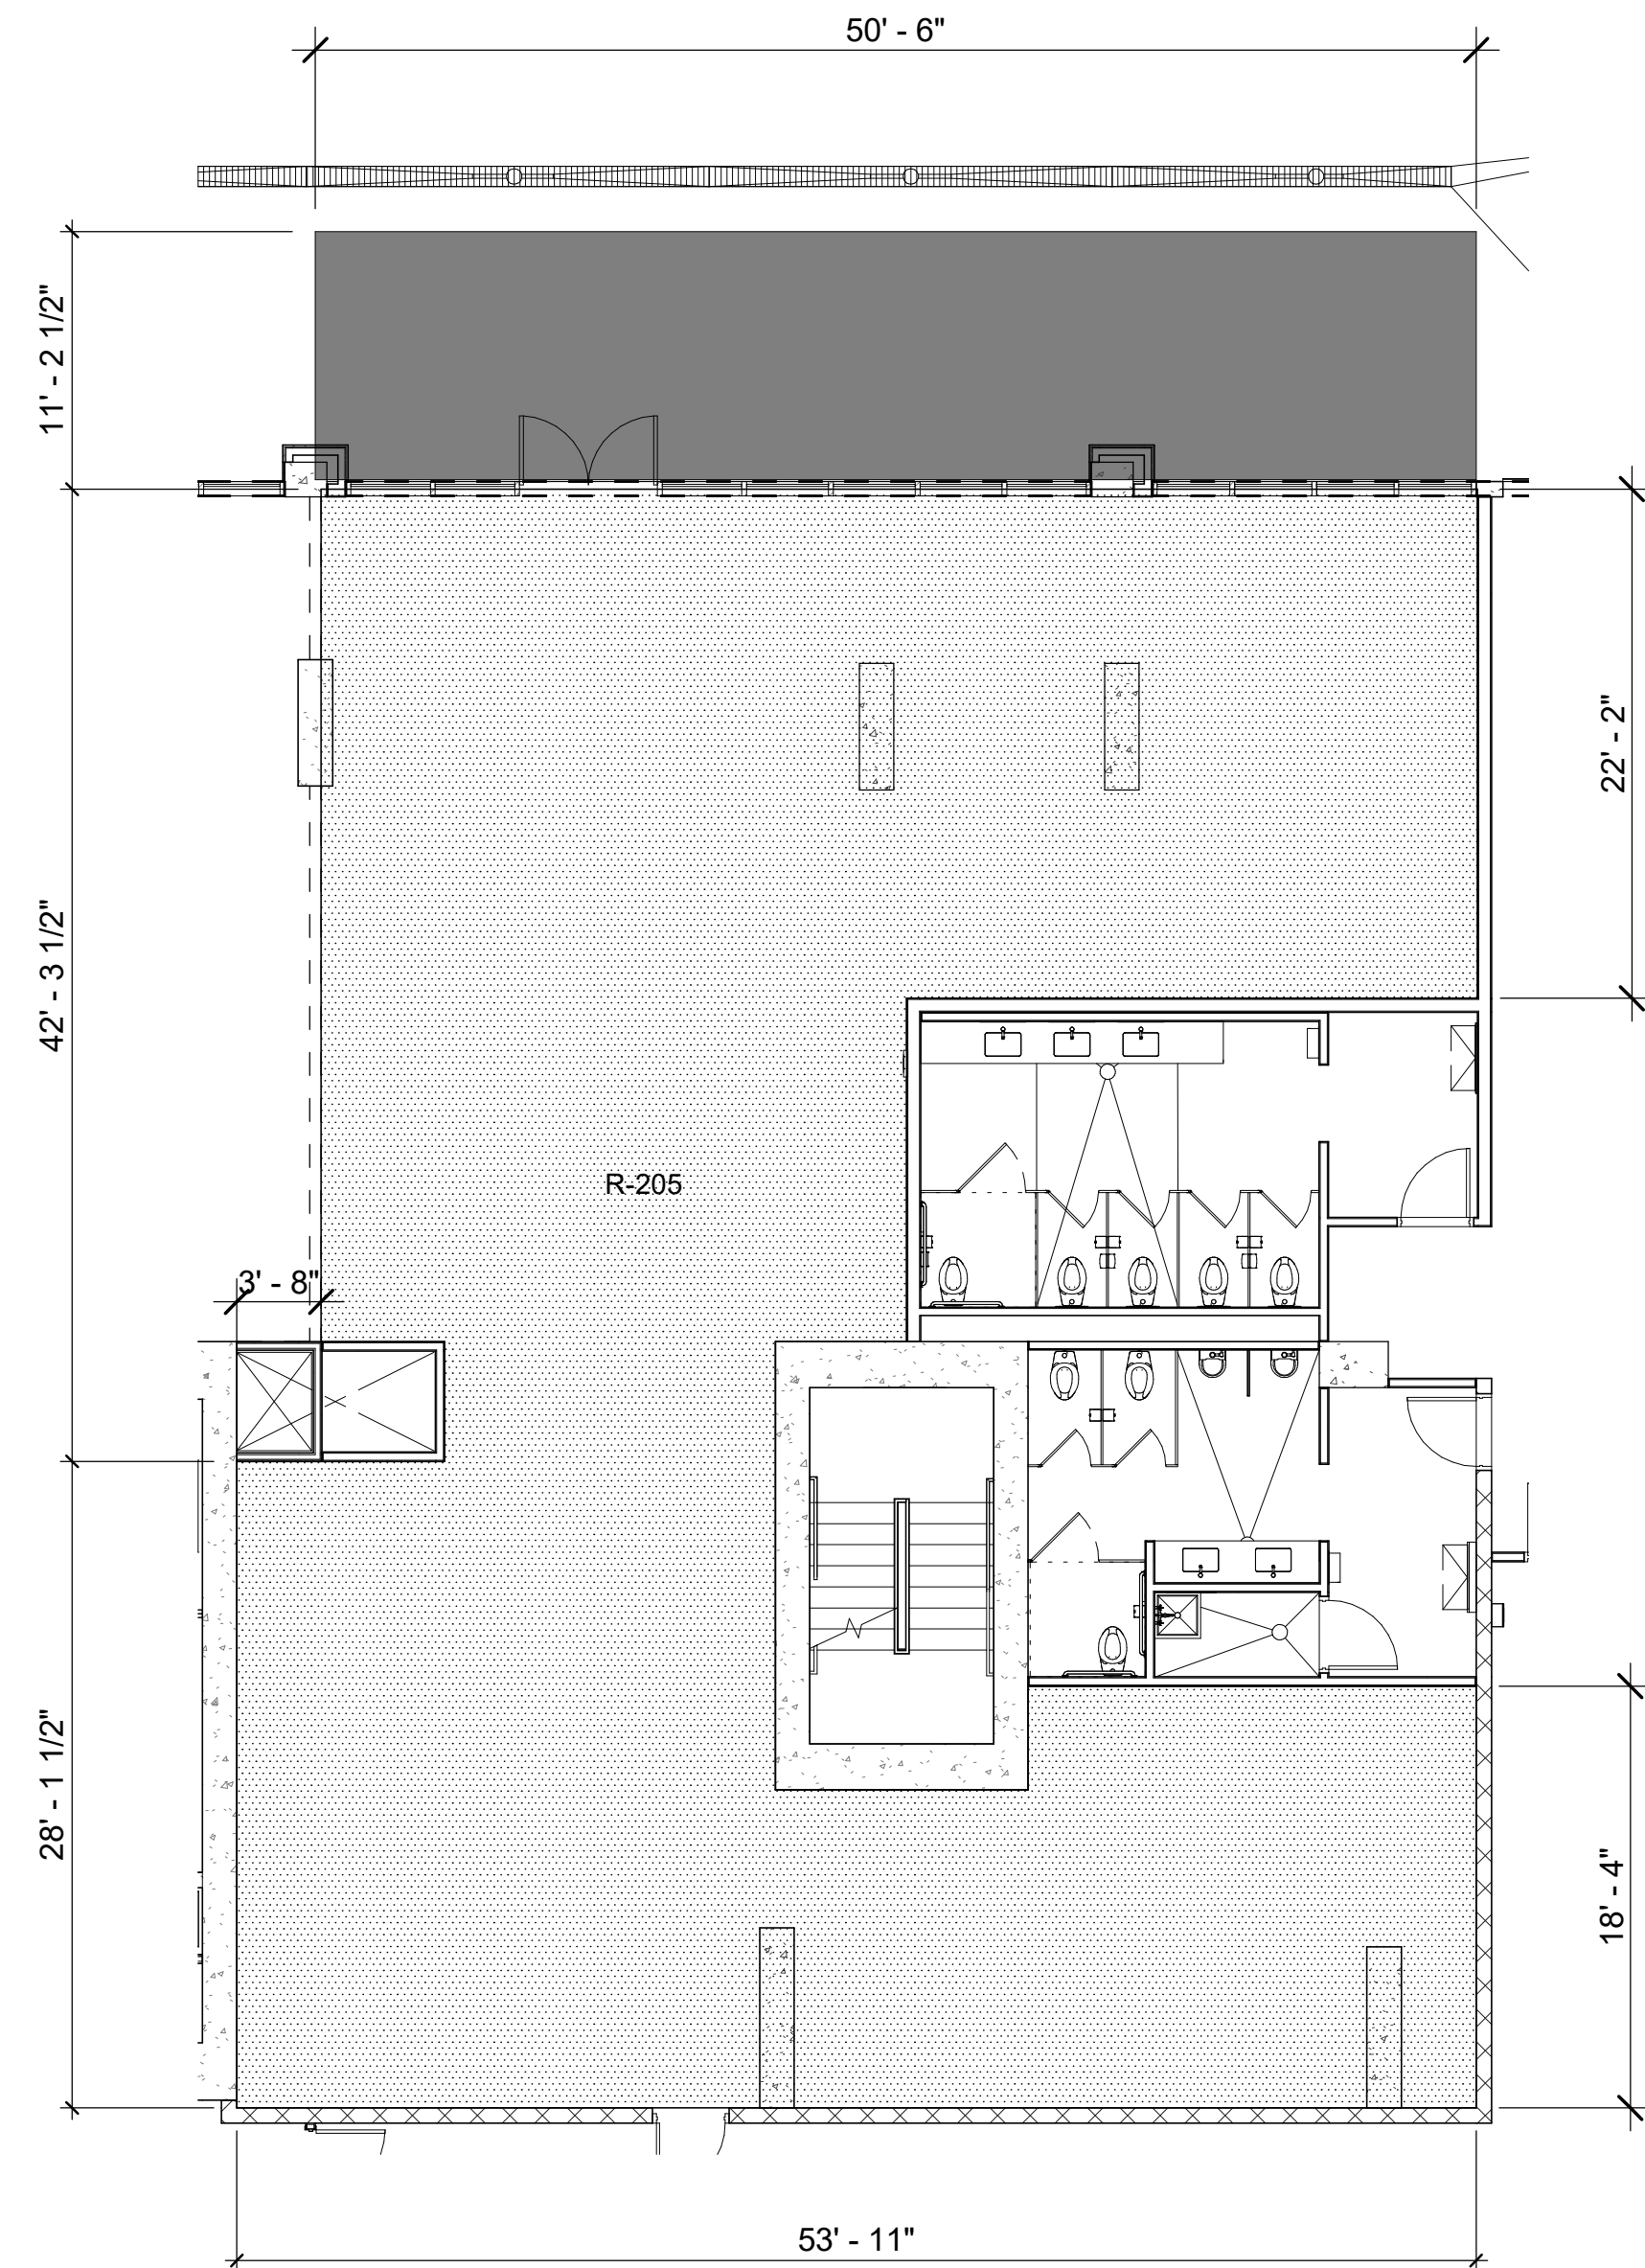 50' - 6"
11' - 2 1/2"
22' - 2"
42' - 3 1/2"
R-205
3' - 8"
28' - 1 1/2"
18' - 4"
53' - 11"